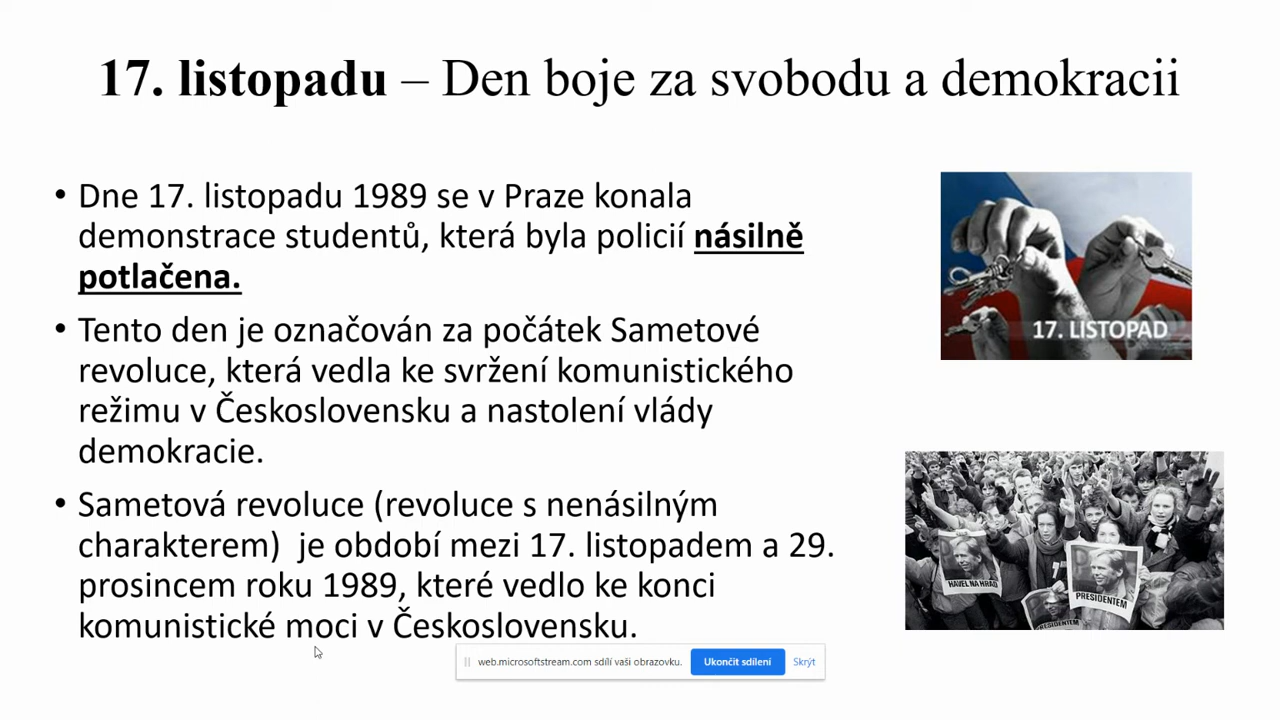 17. listopadu – Den boje za svobodu a demokracii
• Dne 17. listopadu 1989 se v Praze konala
demonstrace studentů, která byla policií násilně
potlačena.
• Tento den je označován za počátek Sametové
revoluce, která vedla ke svržení komunistického
režimu v Československu a nastolení vlády
demokracie.
• Sametová revoluce (revoluce s nenásilným
charakterem)  je období mezi 17. listopadem a 29.
prosincem roku 1989, které vedlo ke konci
komunistické moci v Československu.
17. LISTOPAD
HAVEL NA HRAD
PRESIDENTEM
PRESIDENTEM
web.microsoftstream.com sdílí vaši obrazovku.
Ukončit sdílení
Skrýt